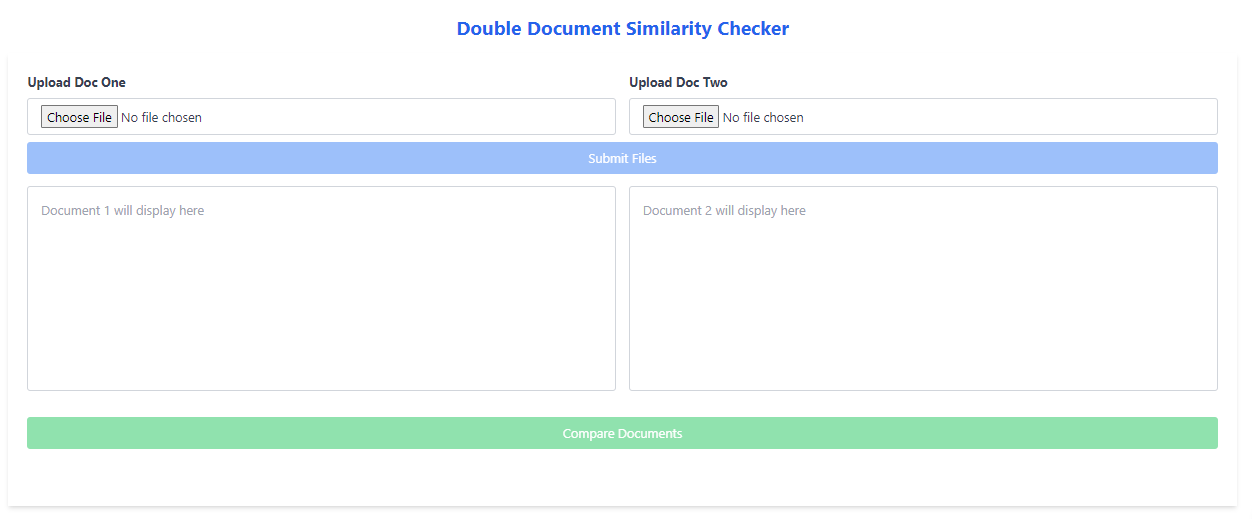 Double Document Similarity Checker
Upload Doc One
Upload Doc Two
Choose File No file chosen
Choose File No file chosen
Submit Files
Document 1 will display here
Document 2 will display here
Compare Documents